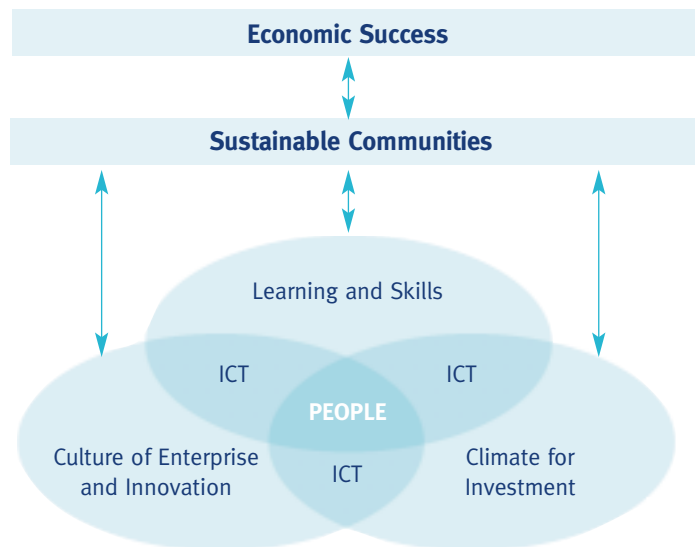 Economic Success
Sustainable Communities
Learning and Skills
ICT
ICT
PEOPLE
Culture of Enterprise
and Innovation
ICT
Climate for
Investment